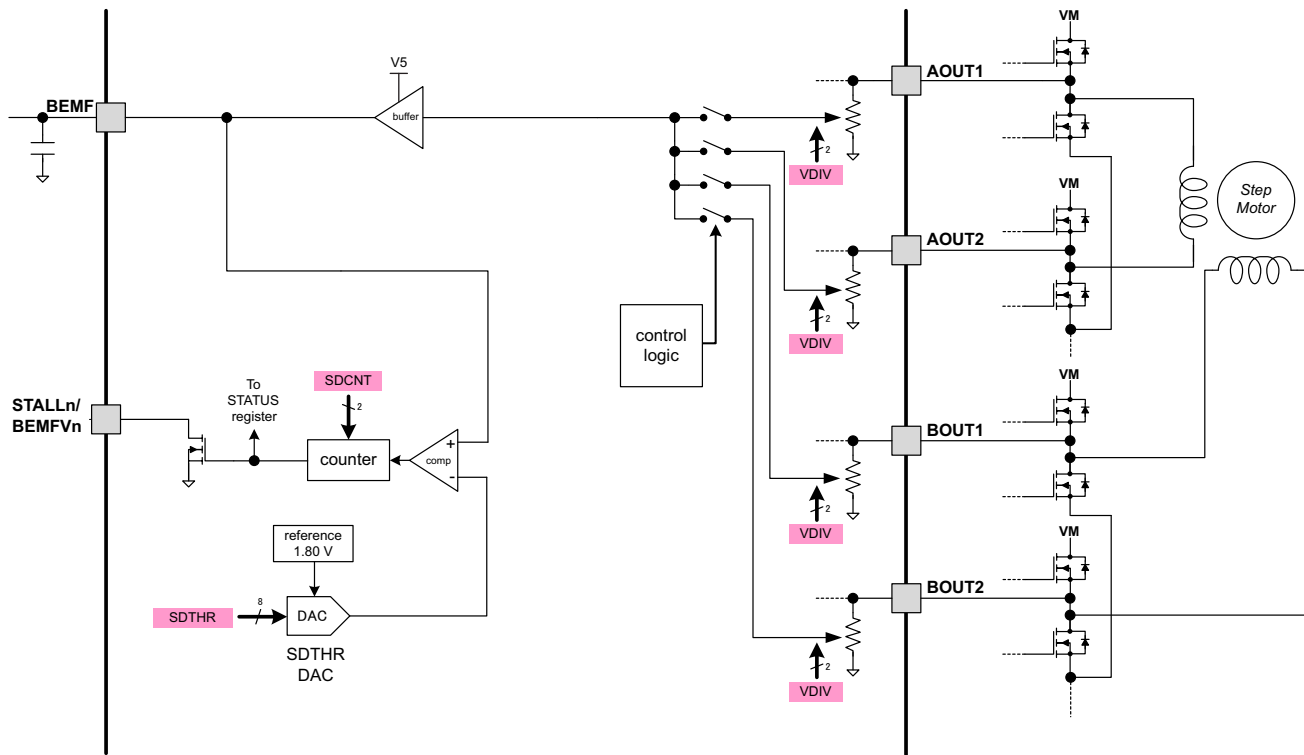 VM
V5
AOUT1
BEMF
buffer
2
VDIV
VM
Step
Motor
AOUT2
2
VDIV
control
logic
SDCNT
To
STATUS
register
2
STALLn/
BEMFVn
VM
BOUT1
+
counter
comp
-
2
VDIV
reference
1.80 V
VM
BOUT2
SDTHR
8
DAC
SDTHR
DAC
2
VDIV